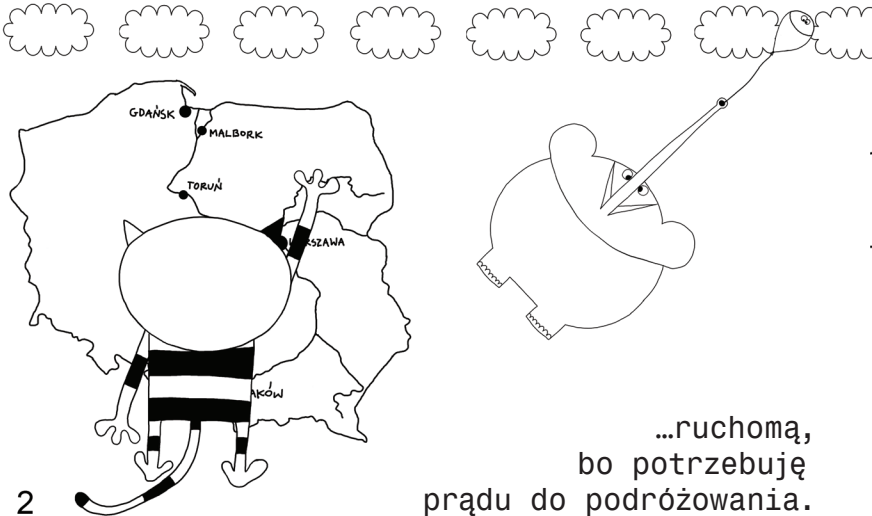 GDAŃSK
MALBORK
TORUŃ
…ruchomą,
bo potrzebuję
prądu do podróżowania.
2